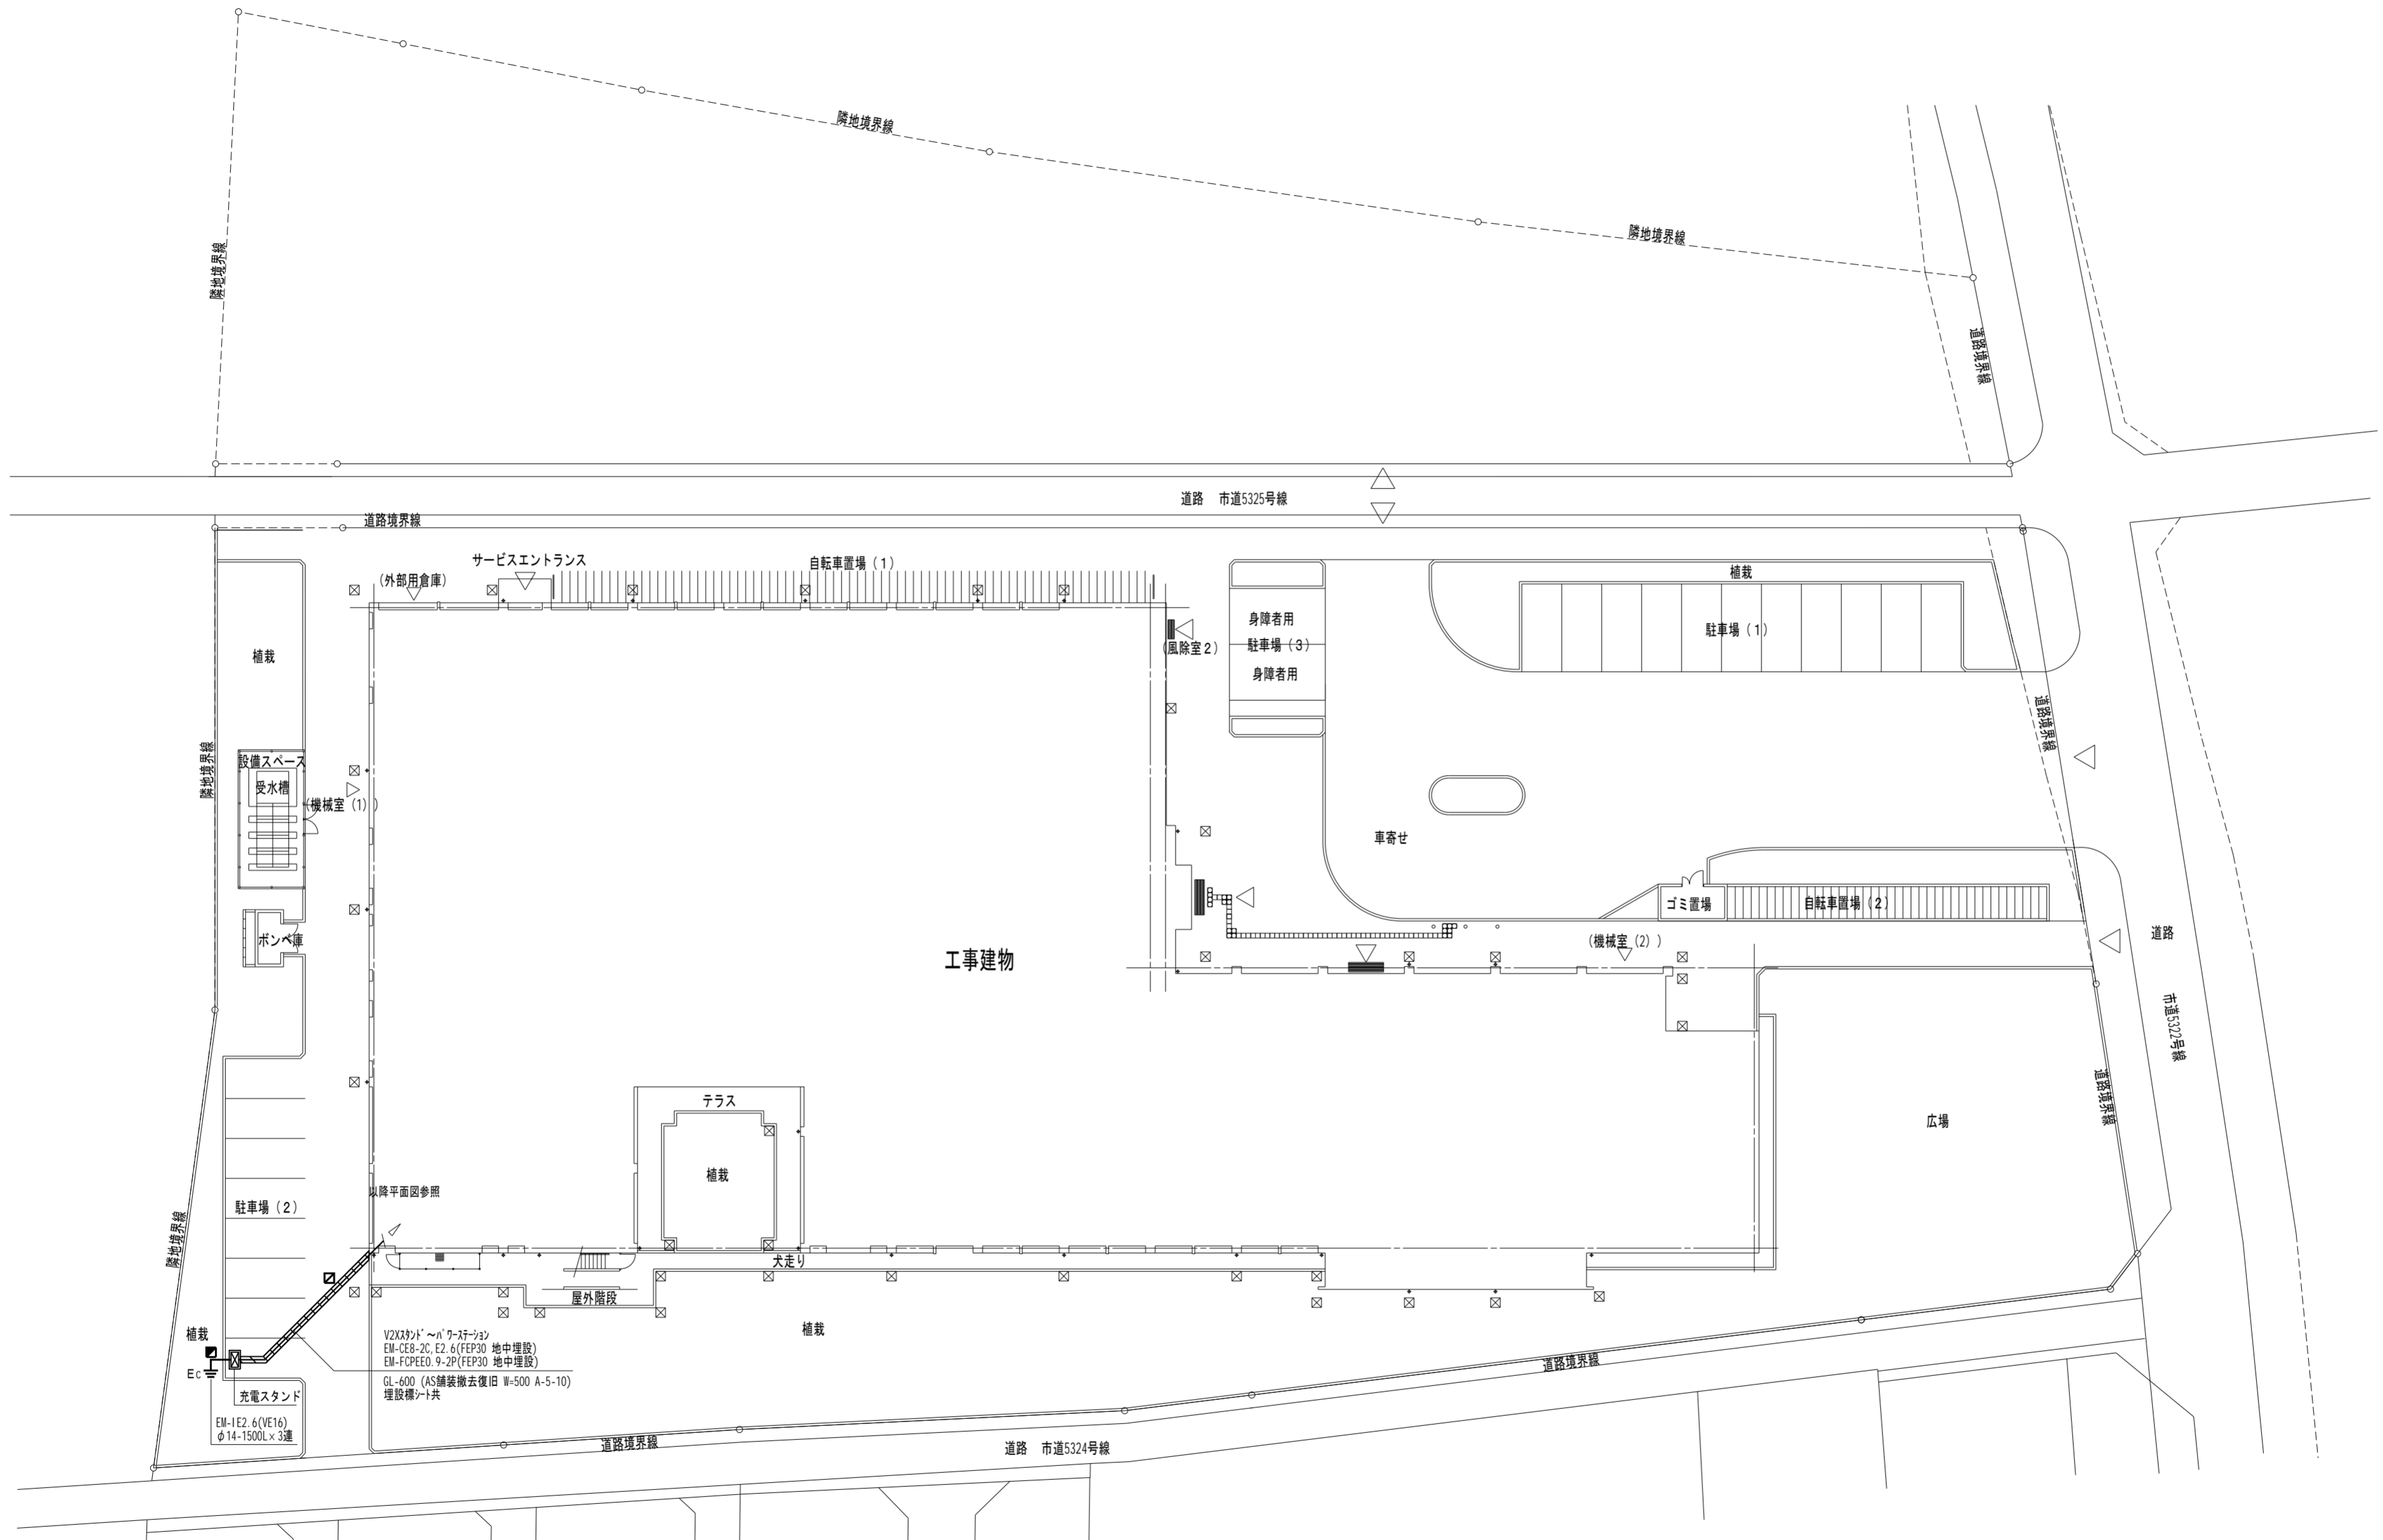 隣地境界線
隣地境界線
隣地境界線
道路境界線
道路　市道5325号線
道路境界線
サービスエントランス
自転車置場（１）
(外部用倉庫)
植栽
身障者用
駐車場（３）
身障者用
(風除室２)
駐車場（１）
植栽
道路境界線
隣地境界線
設備スペース
受水槽
(機械室（1）)
車寄せ
ゴミ置場
自転車置場（２）
ボンベ庫
工事建物
(機械室（2）)
道路
市道5322号線
テラス
道路境界線
広場
植栽
以降平面図参照
駐車場（２）
隣地境界線
犬走り
屋外階段
植栽
植栽
V2Xｽﾀﾝﾄﾞ～ﾊﾟﾜｰｽﾃｰｼｮﾝ
EM-CE8-2C,E2.6(FEP30 地中埋設)
EM-FCPEE0.9-2P(FEP30 地中埋設)
GL-600 (AS舗装撤去復旧 W=500 A-5-10)
埋設標ｼｰﾄ共
道路境界線
Ec
充電スタンド
EM-IE2.6(VE16)
φ14-1500L×3連
道路境界線
道路　市道5324号線